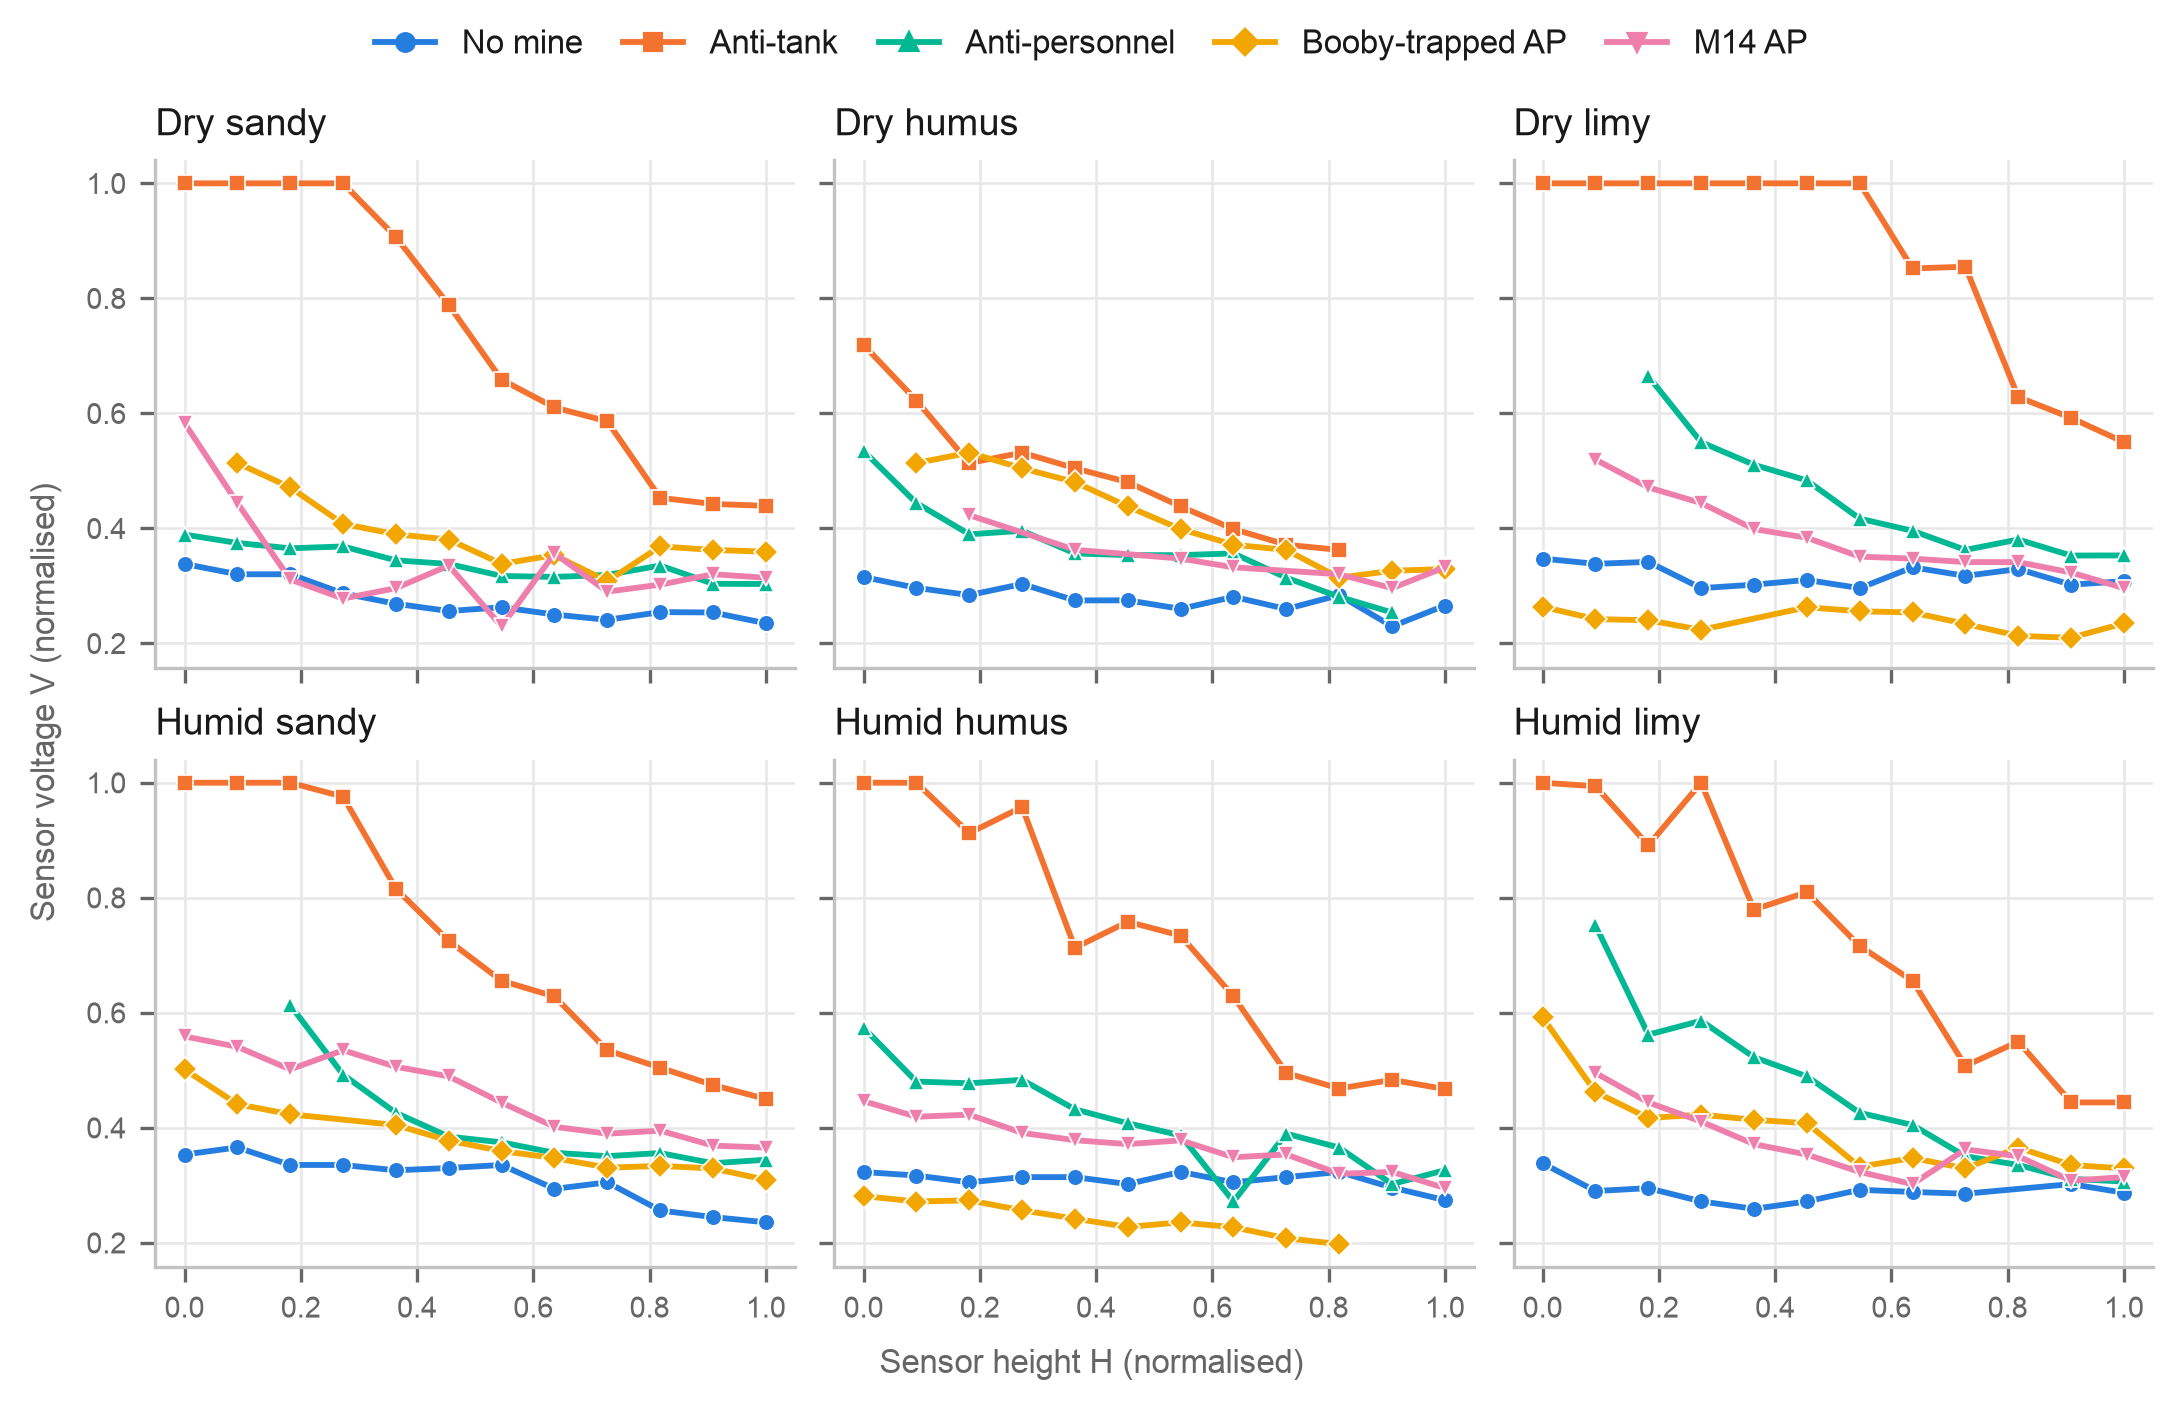 No mine Anti-tank Anti-personnel Booby-trapped AP M14 AP
Dry sandy Dry humus Dry limy
1.0
0.8
0.6
0.4
0.2
Humid sandy Humid humus Humid limy
1.0
0.8
0.6
0.4
0.2
Sensor voltage V (normalised)
0.0 0.2 0.4 0.6 0.8 1.0 0.0 0.2 0.4 0.6 0.8 1.0 0.0 0.2 0.4 0.6 0.8 1.0
Sensor height H (normalised)